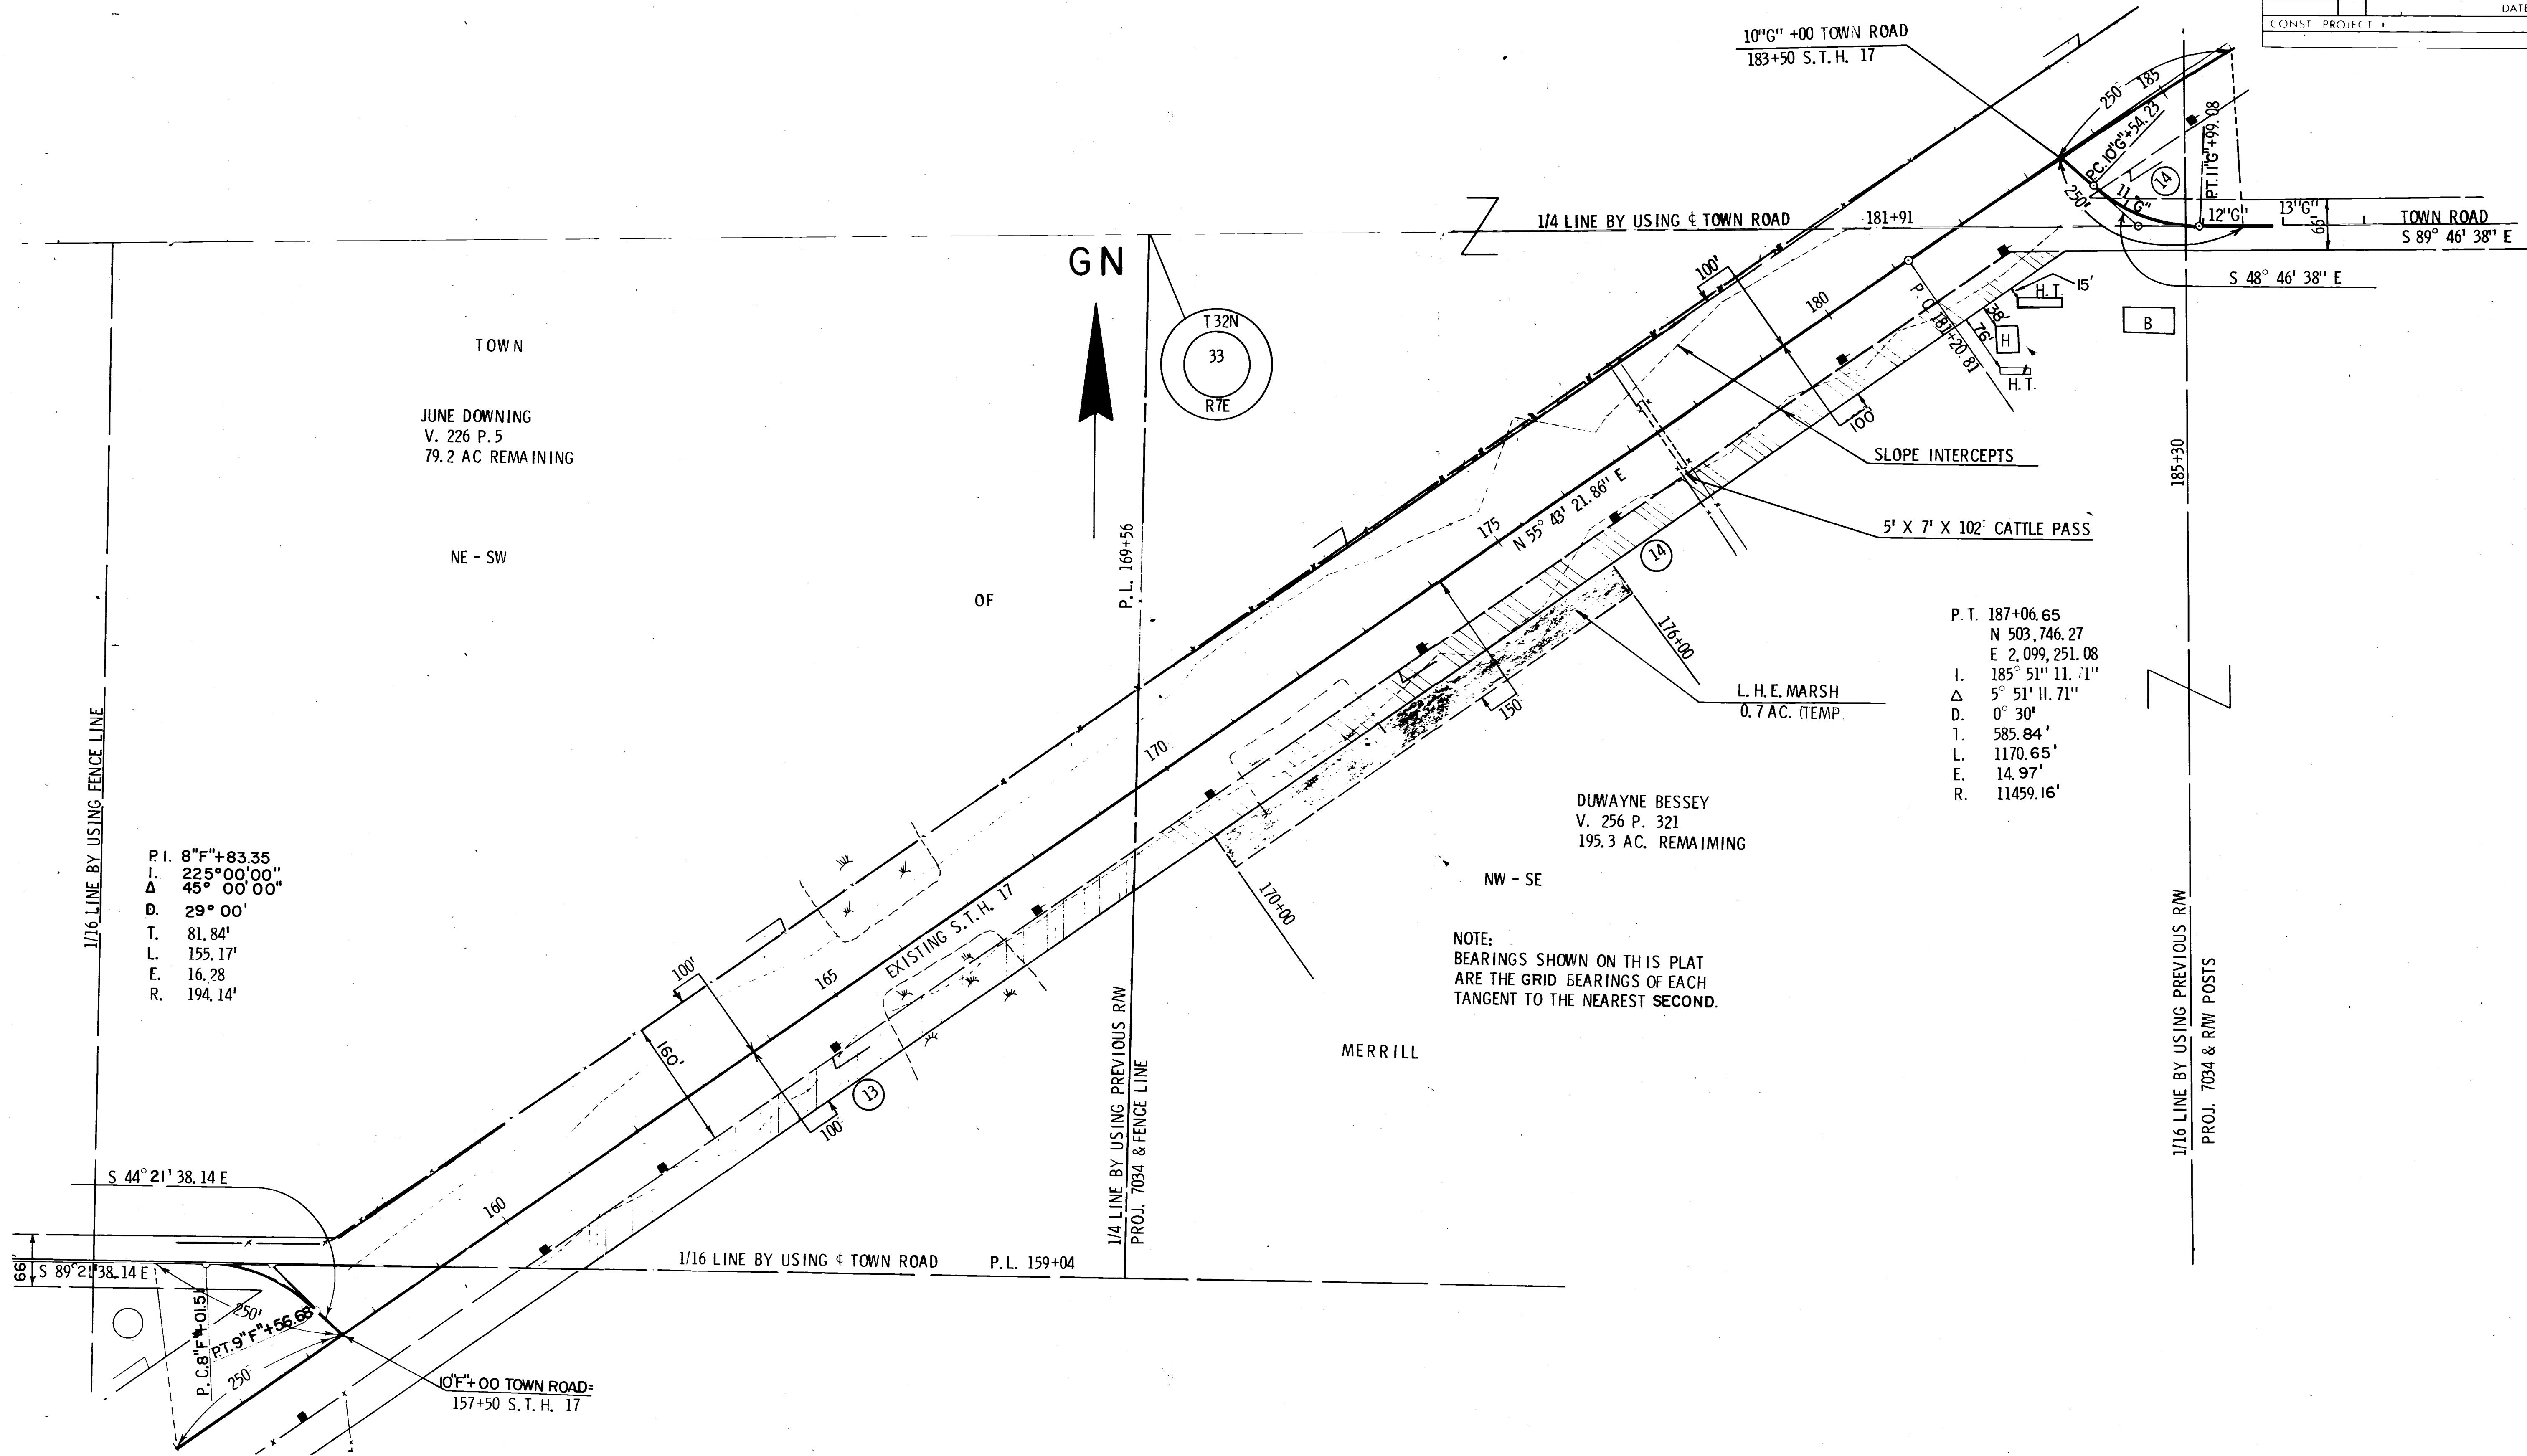 DATE
CONST PROJECT
10"G" +00 TOWN ROAD
183+50 S.T.H. 17
250
185
P.C. 10"G"+54.23
P.T. 11"G"+99.08
14
250'
11"G"
12"G"
13"G"
66'
TOWN ROAD
S 89° 46' 38" E
S 48° 46' 38" E
1/4 LINE BY USING ℄ TOWN ROAD
181+91
GN
T32N
33
R7E
100'
180
P.C. 181+20.81
H.T.
15'
38'
76'
H
H.T.
B
100'
SLOPE INTERCEPTS
185+30
5' X 7' X 102' CATTLE PASS
TOWN
JUNE DOWNING
V. 226 P. 5
79.2 AC REMAINING
NE - SW
OF
P.L. 169+56
175
N 55° 43' 21.86" E
14
176+00
L.H.E. MARSH
0.7 AC. (TEMP
150
170
P.T. 187+06.65
N 503,746.27
E 2,099,251.08
I. 185° 51" 11.71"
Δ 5° 51' 11.71"
D. 0° 30'
T. 585.84'
L. 1170.65'
E. 14.97'
R. 11459.16'
DUWAYNE BESSEY
V. 256 P. 321
195.3 AC. REMAIMING
NW - SE
170+00
NOTE:
BEARINGS SHOWN ON THIS PLAT
ARE THE GRID BEARINGS OF EACH
TANGENT TO THE NEAREST SECOND.
MERRILL
1/16 LINE BY USING FENCE LINE
P.I. 8"F"+83.35
I. 225°00'00"
Δ 45° 00'00"
D. 29° 00'
T. 81.84'
L. 155.17'
E. 16.28
R. 194.14'
EXISTING S.T.H. 17
165
100'
160'
100'
13
1/4 LINE BY USING PREVIOUS R/W
PROJ. 7034 & FENCE LINE
1/16 LINE BY USING PREVIOUS R/W
PROJ. 7034 & R/W POSTS
160
S 44° 21' 38.14 E
66'
S 89° 21' 38.14 E
1/16 LINE BY USING ℄ TOWN ROAD
P.L. 159+04
P.C. 8"F"+01.51
250'
P.T. 9"F"+56.68
250
10"F"+00 TOWN ROAD=
157+50 S.T.H. 17